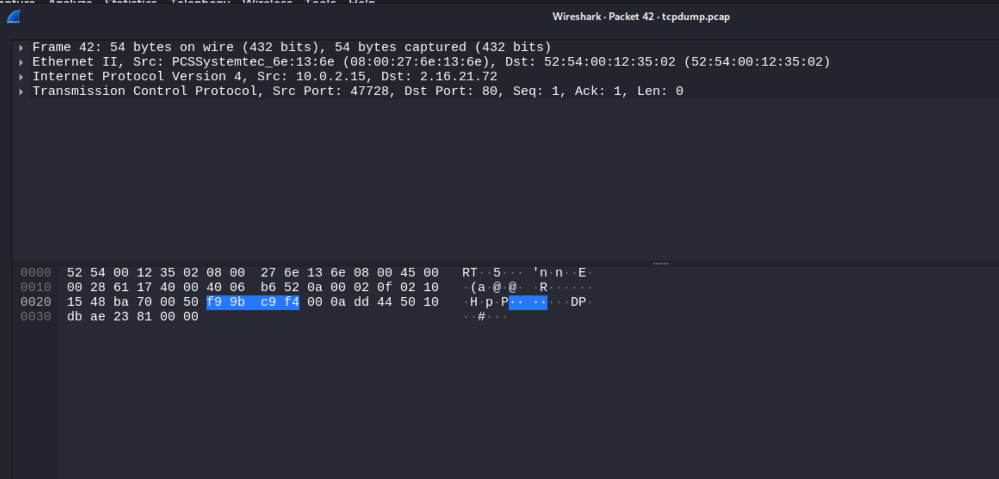 Capture Analyze Statistics Telephony Wireless Tools Help
Wireshark · Packet 42 · tcpdump.pcap
Frame 42: 54 bytes on wire (432 bits), 54 bytes captured (432 bits)
Ethernet II, Src: PCSSystemtec_6e:13:6e (08:00:27:6e:13:6e), Dst: 52:54:00:12:35:02 (52:54:00:12:35:02)
Internet Protocol Version 4, Src: 10.0.2.15, Dst: 2.16.21.72
Transmission Control Protocol, Src Port: 47728, Dst Port: 80, Seq: 1, Ack: 1, Len: 0
0000 52 54 00 12 35 02 08 00 27 6e 13 6e 08 00 45 00 RT··5··· 'n·n··E·
0010 00 28 61 17 40 00 40 06 b6 52 0a 00 02 0f 02 10 ·(a·@·@· ·R······
0020 15 48 ba 70 00 50 f9 9b c9 f4 00 0a dd 44 50 10 ·H·p·P·· ·····DP·
0030 db ae 23 81 00 00 ··#···